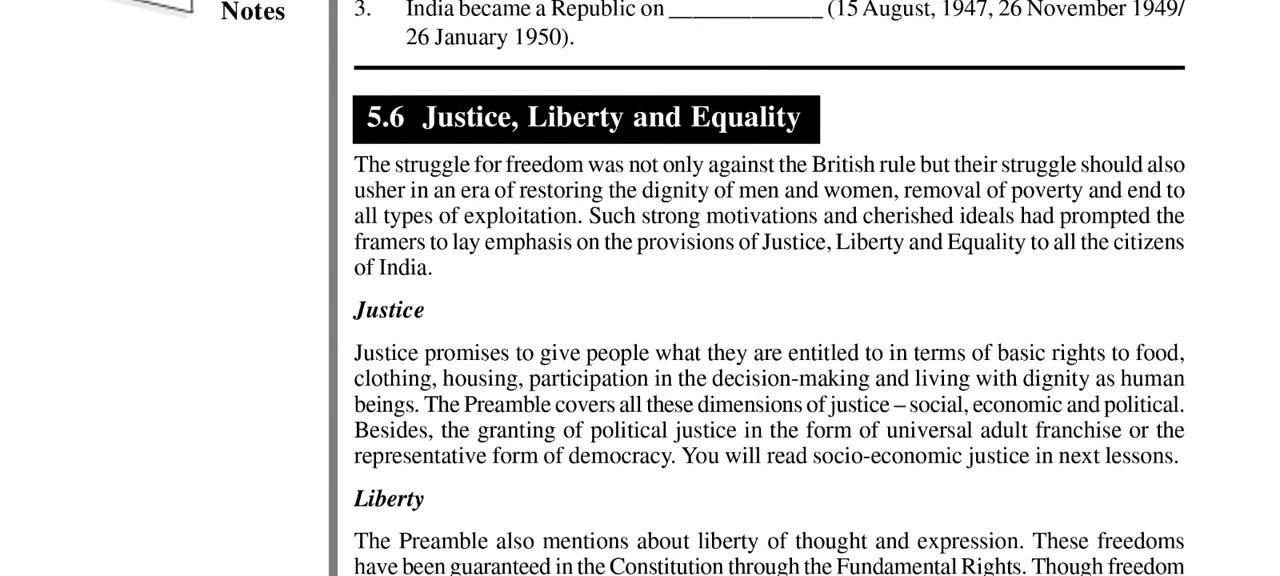 Notes
3. India became a Republic on _____________ (15 August, 1947, 26 November 1949/
26 January 1950).
5.6 Justice, Liberty and Equality
The struggle for freedom was not only against the British rule but their struggle should also
usher in an era of restoring the dignity of men and women, removal of poverty and end to
all types of exploitation. Such strong motivations and cherished ideals had prompted the
framers to lay emphasis on the provisions of Justice, Liberty and Equality to all the citizens
of India.
Justice
Justice promises to give people what they are entitled to in terms of basic rights to food,
clothing, housing, participation in the decision-making and living with dignity as human
beings. The Preamble covers all these dimensions of justice – social, economic and political.
Besides, the granting of political justice in the form of universal adult franchise or the
representative form of democracy. You will read socio-economic justice in next lessons.
Liberty
The Preamble also mentions about liberty of thought and expression. These freedoms
have been guaranteed in the Constitution through the Fundamental Rights. Though freedom